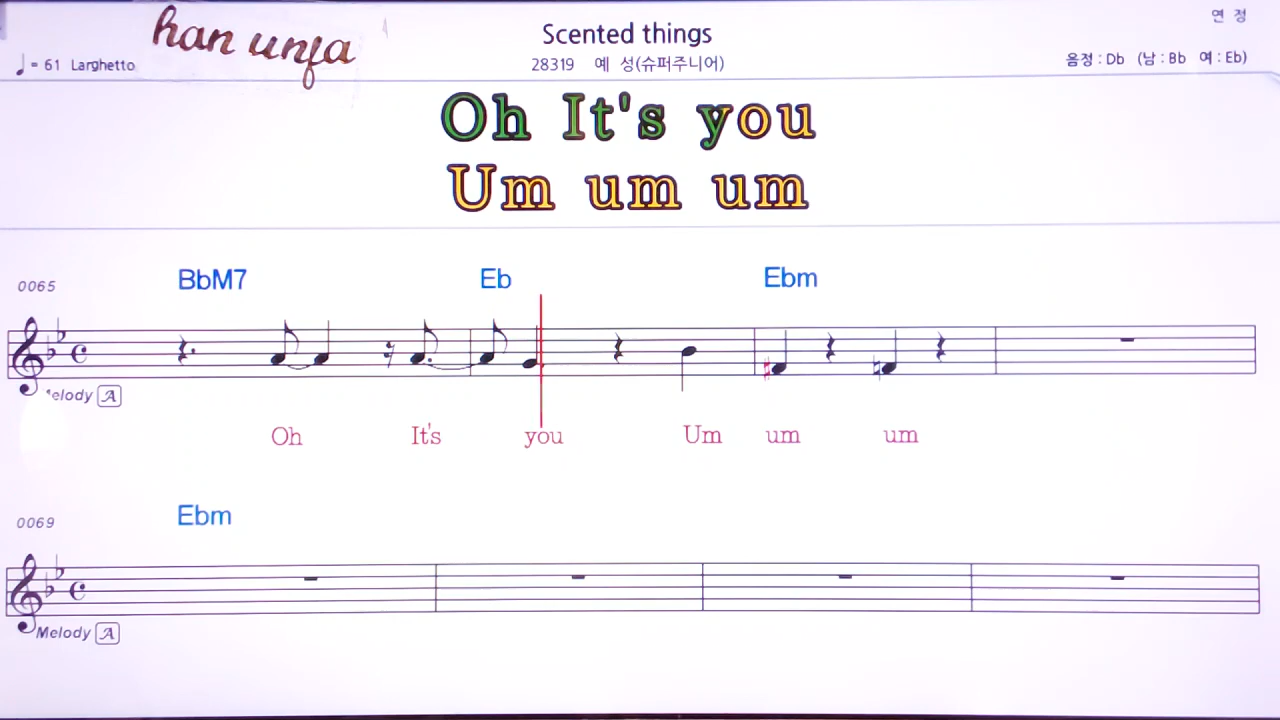 han unfa
Scented things
연 정
♩ = 61 Larghetto
28319 예 성(슈퍼주니어)
음정 : Db (남 : Bb 여 : Eb)
Oh It's you
Um um um
0065
BbM7 Eb Ebm
elody A
Oh It's you Um um um
0069
Ebm
Melody A